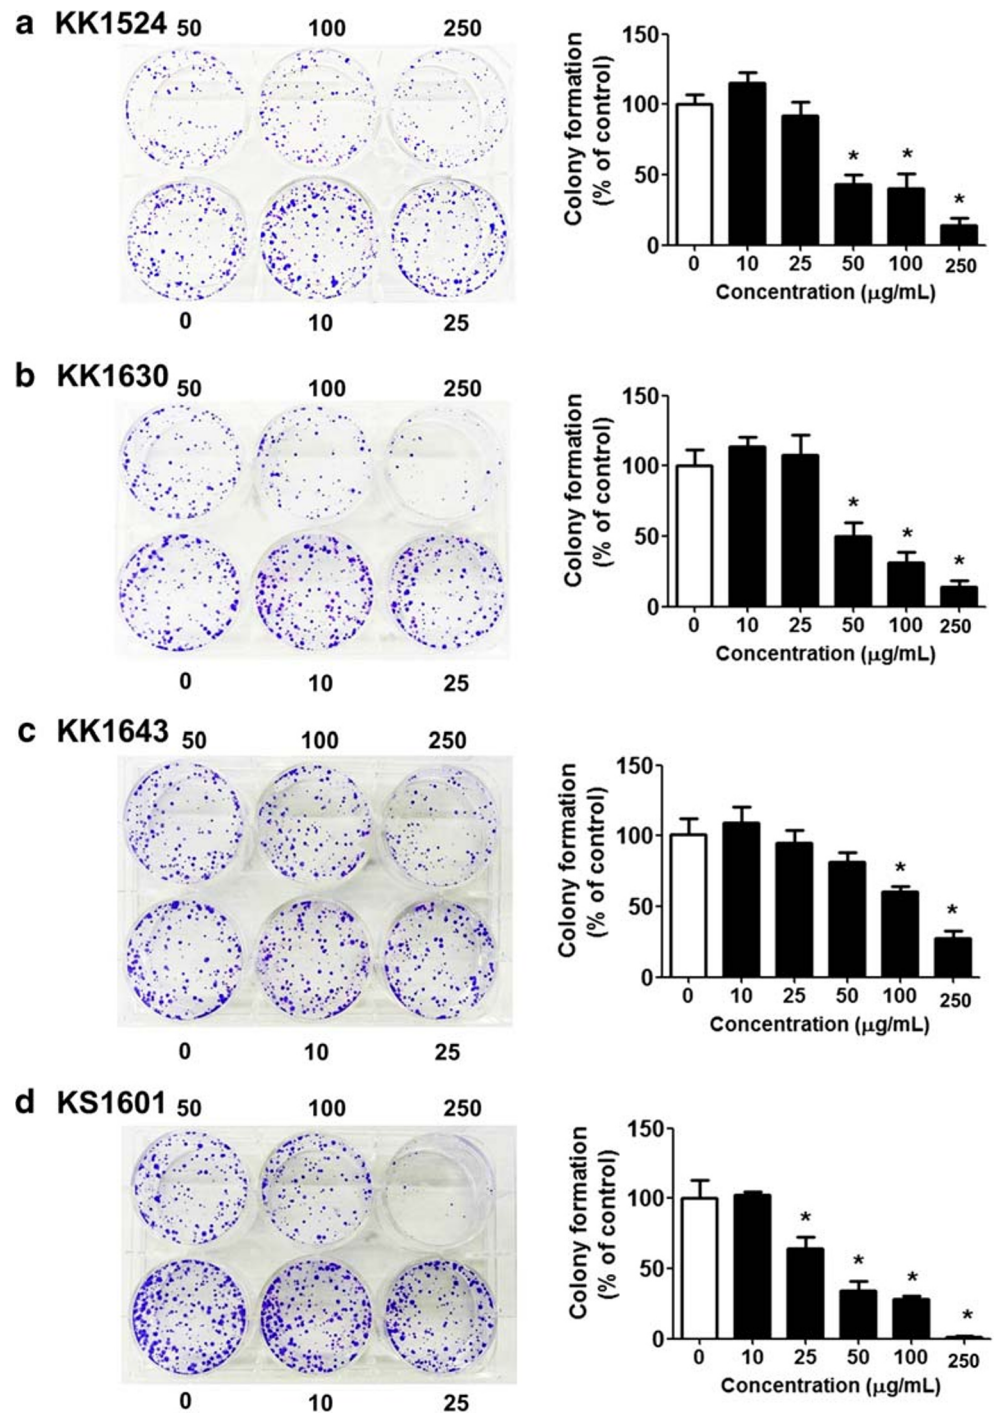 a KK1524 50 100 250
0 10 25
Colony formation
(% of control)
150
100
50
0
* * *
0 10 25 50 100 250
Concentration (μg/mL)
b KK1630 50 100 250
0 10 25
Colony formation
(% of control)
150
100
50
0
* * *
0 10 25 50 100 250
Concentration (μg/mL)
c KK1643 50 100 250
0 10 25
Colony formation
(% of control)
150
100
50
0
* *
0 10 25 50 100 250
Concentration (μg/mL)
d KS1601 50 100 250
0 10 25
Colony formation
(% of control)
150
100
50
0
* * * *
0 10 25 50 100 250
Concentration (μg/mL)